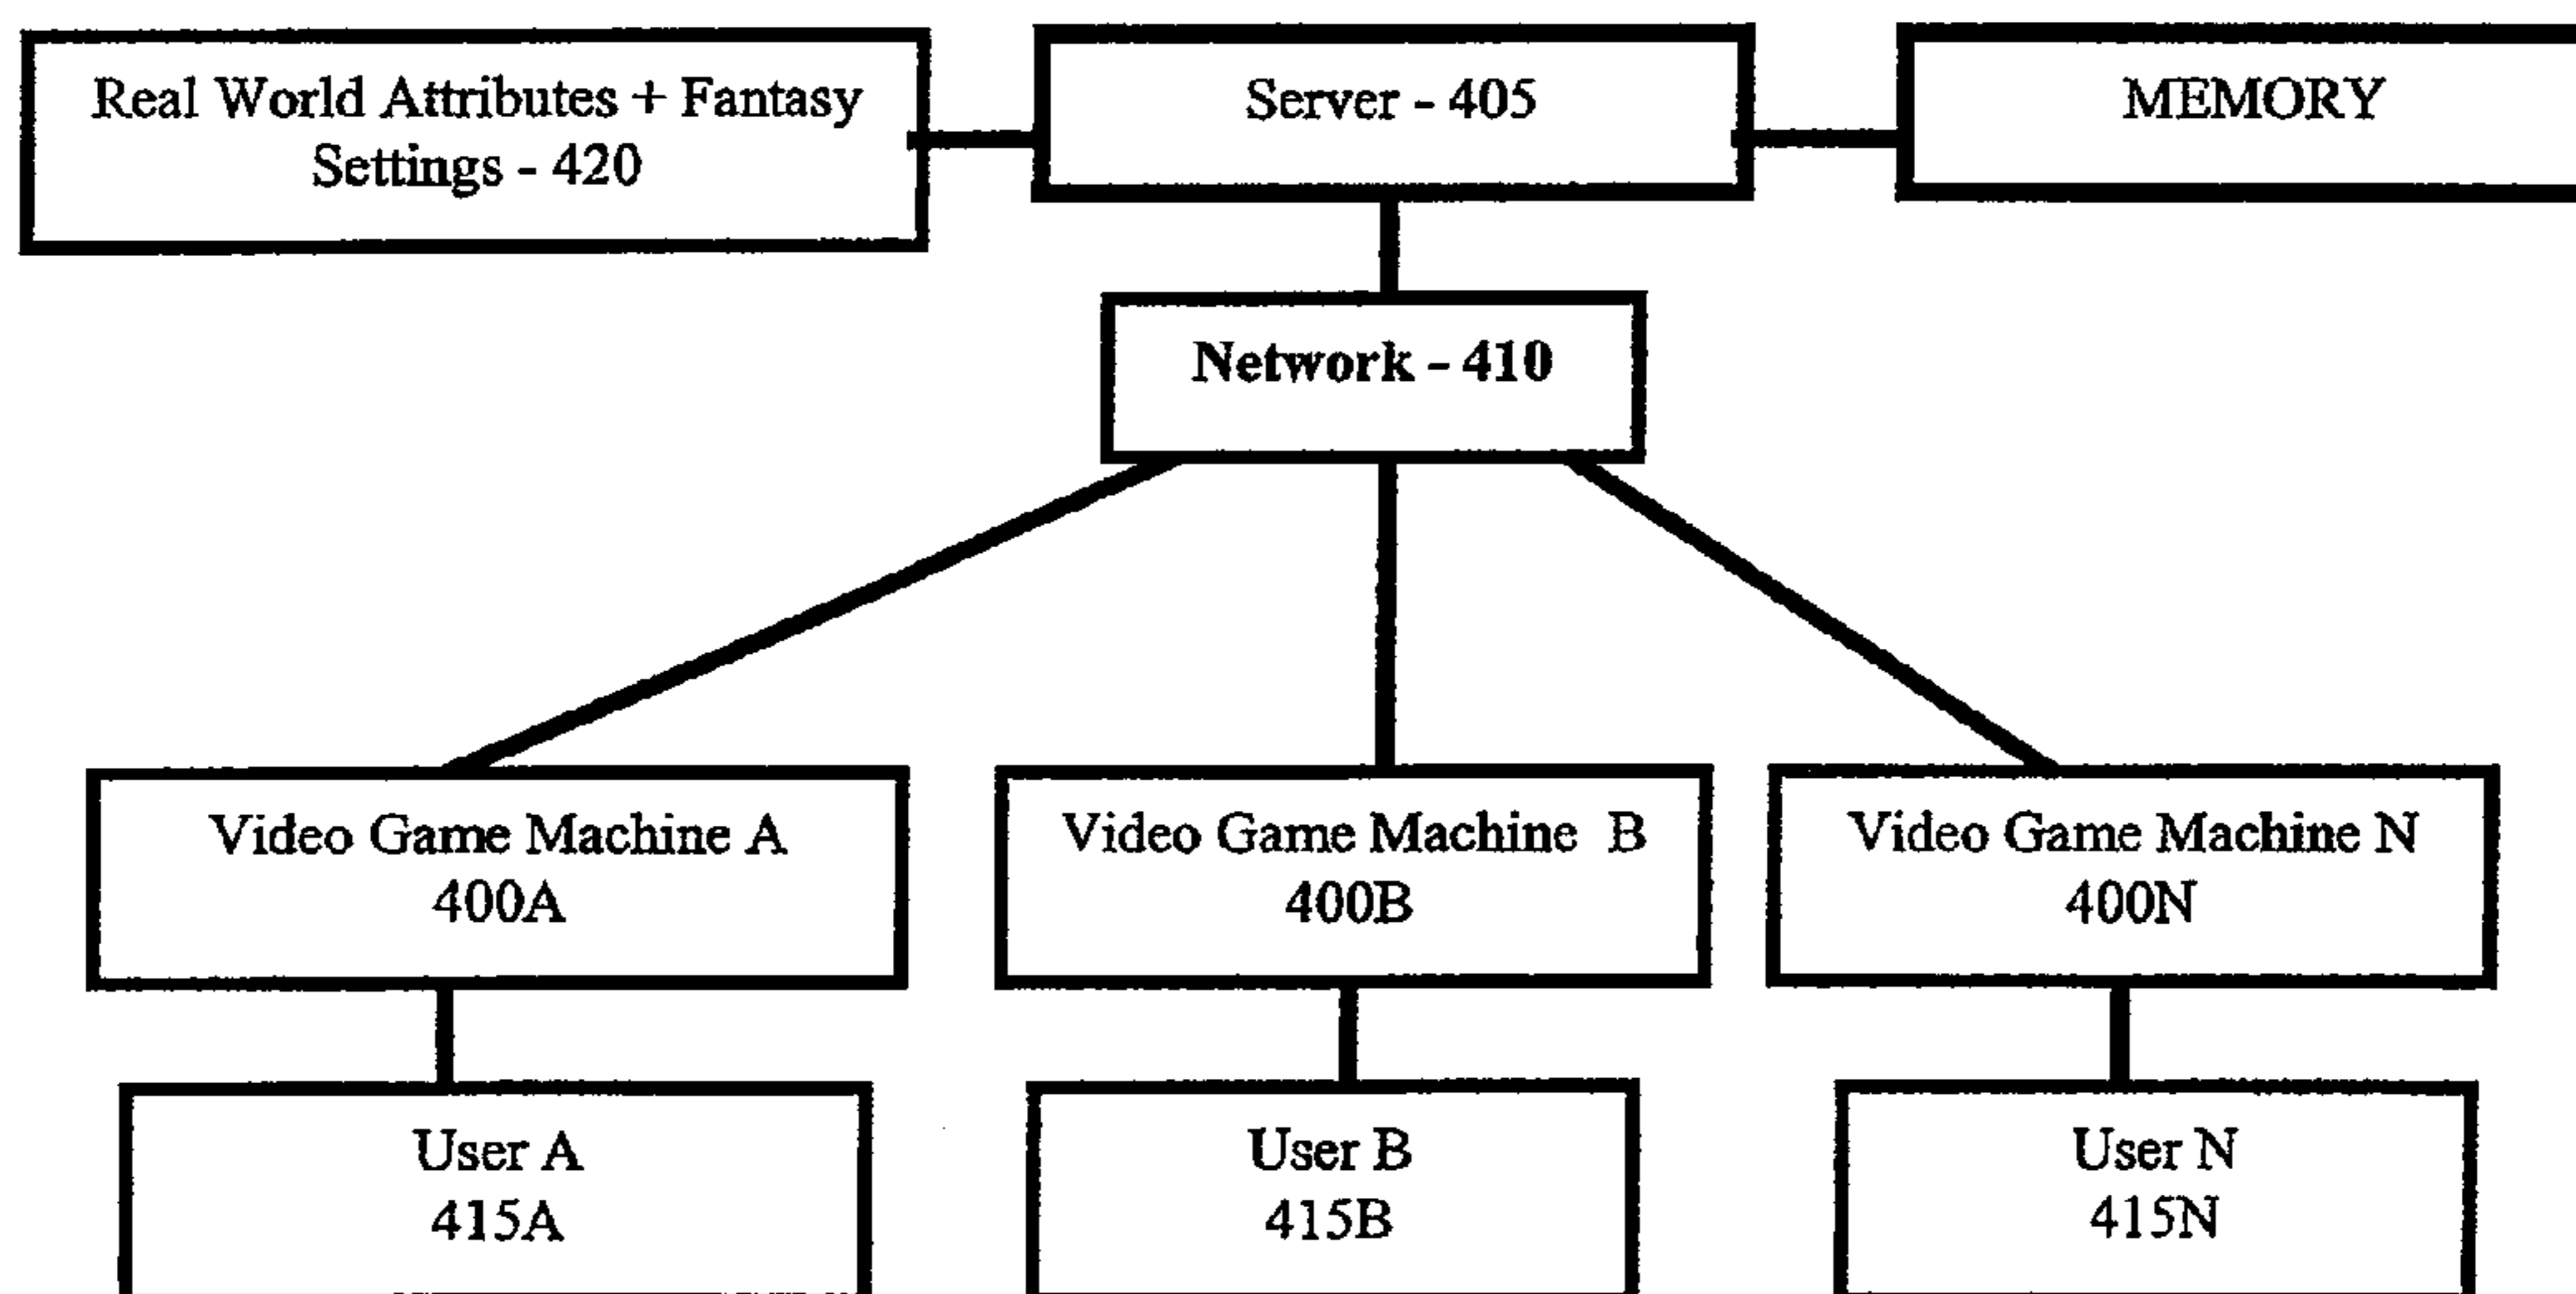 Real World Attributes + Fantasy
Settings - 420
Server - 405
MEMORY
Network - 410
Video Game Machine A
400A
Video Game Machine B
400B
Video Game Machine N
400N
User A
415A
User B
415B
User N
415N